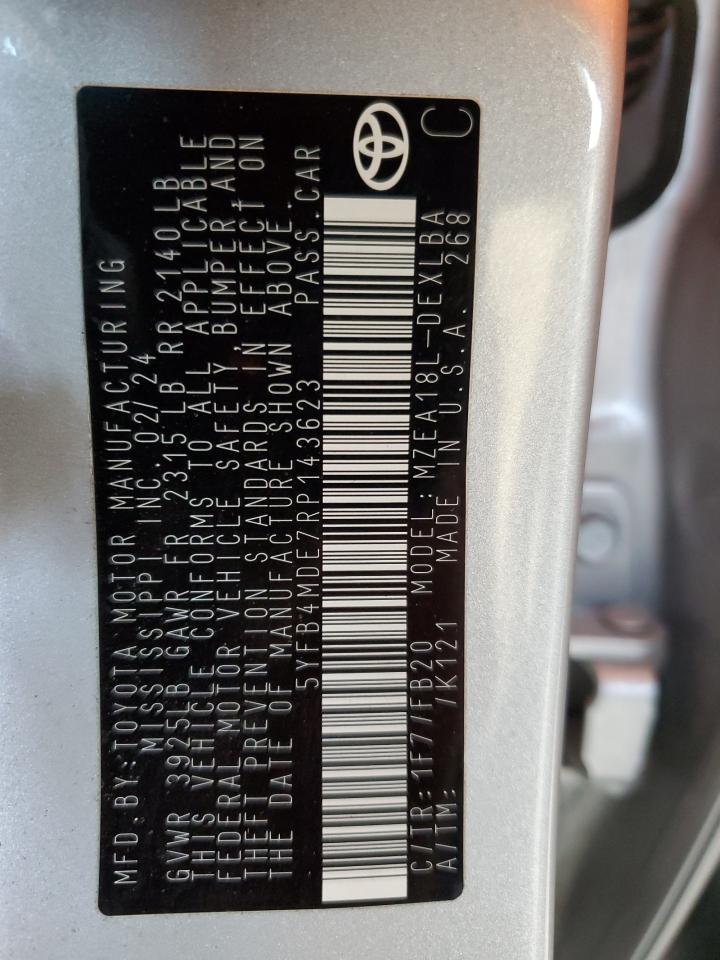 MFD.BY:TOYOTA MOTOR MANUFACTURING
MISSISSIPPI INC. 02/24
GVWR 3925LB GAWR FR 2315 LB RR 2140LB
THIS VEHICLE CONFORMS TO ALL APPLICABLE
FEDERAL MOTOR VEHICLE SAFETY, BUMPER, AND
THEFT PREVENTION STANDARDS IN EFFECT ON
THE DATE OF MANUFACTURE SHOWN ABOVE.
5YFB4MDE7RP143623 PASS.CAR
C/TR: 1F7/FB20 MODEL: MZEA18L-DEXLBA
A/TM: /K121 MADE IN U.S.A. 268
C